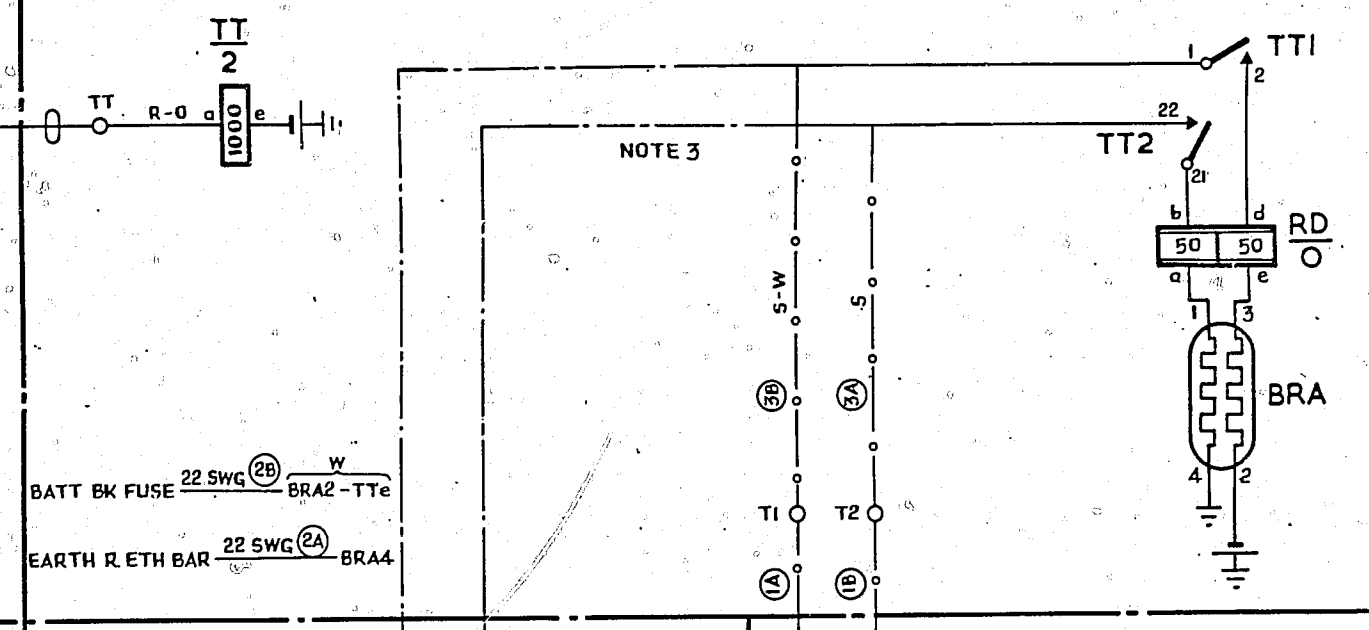 TT
2
TT
R-O
a
1000
e
NOTE 3
1
TT1
2
22
TT2
21
b
d
50
50
RD
O
a
e
1
3
BRA
4
2
S-W
S
3B
3A
T1
T2
1A
1B
W
BATT BK FUSE 22 SWG 2B BRA2-TTe
EARTH R ETH BAR 22 SWG 2A BRA4